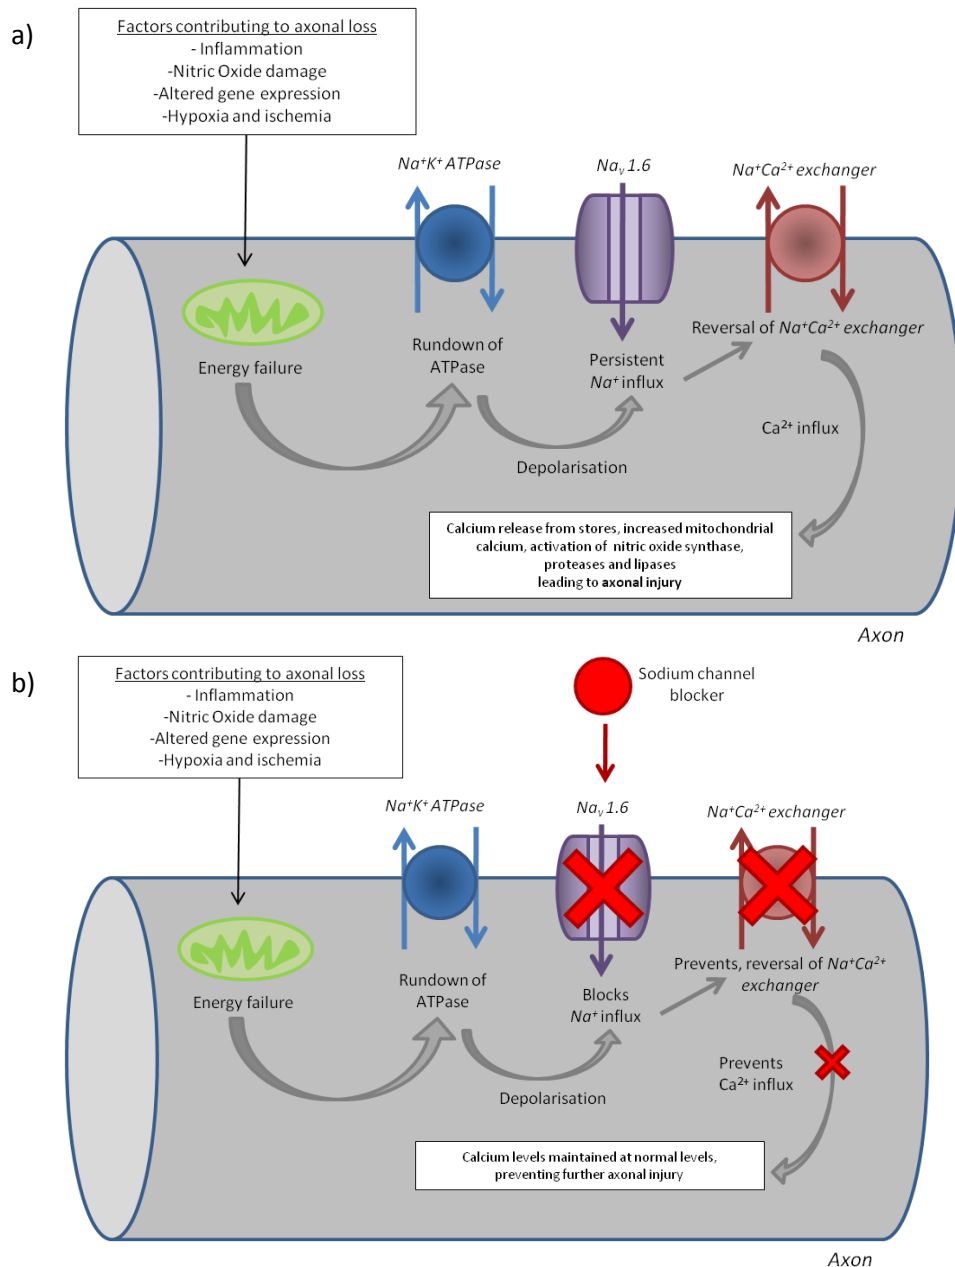 a)
Factors contributing to axonal loss
- Inflammation
-Nitric Oxide damage
-Altered gene expression
-Hypoxia and ischemia
Na⁺K⁺ ATPase
Naᵥ 1.6
Na⁺Ca²⁺ exchanger
Energy failure
Rundown of
ATPase
Persistent
Na⁺ influx
Reversal of Na⁺Ca²⁺ exchanger
Depolarisation
Ca²⁺ influx
Calcium release from stores, increased mitochondrial
calcium, activation of nitric oxide synthase,
proteases and lipases
leading to axonal injury
Axon
b)
Factors contributing to axonal loss
- Inflammation
-Nitric Oxide damage
-Altered gene expression
-Hypoxia and ischemia
Sodium channel
blocker
Na⁺K⁺ ATPase
Naᵥ 1.6
Na⁺Ca²⁺ exchanger
Energy failure
Rundown of
ATPase
Blocks
Na⁺ influx
Prevents, reversal of Na⁺Ca²⁺
exchanger
Depolarisation
Prevents
Ca²⁺ influx
Calcium levels maintained at normal levels,
preventing further axonal injury
Axon